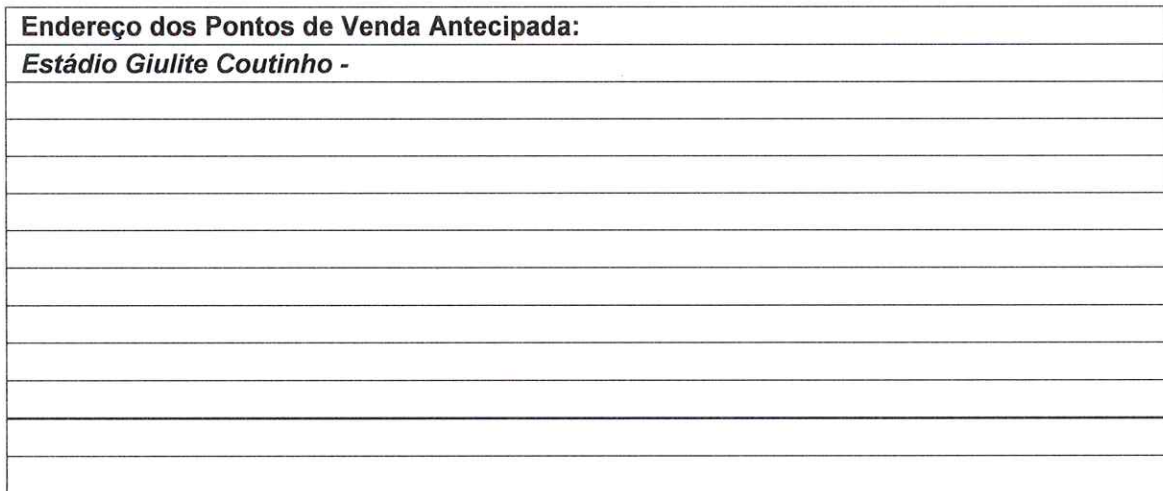 Endereço dos Pontos de Venda Antecipada:
Estádio Giulite Coutinho -